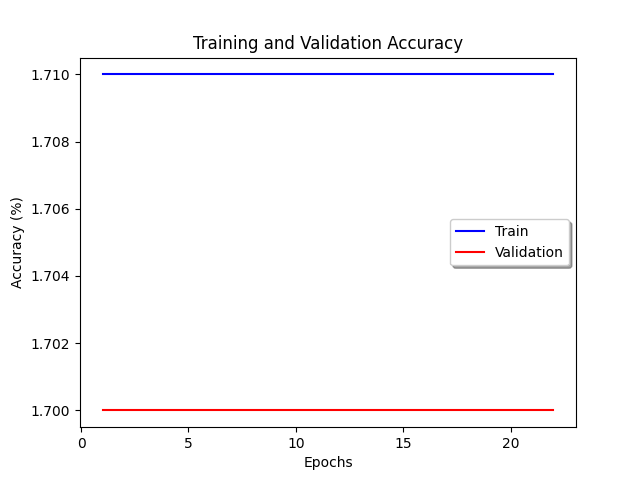 Training and Validation Accuracy
Accuracy (%)
1.710
1.708
1.706
1.704
1.702
1.700
Train
Validation
0
5
10
15
20
Epochs